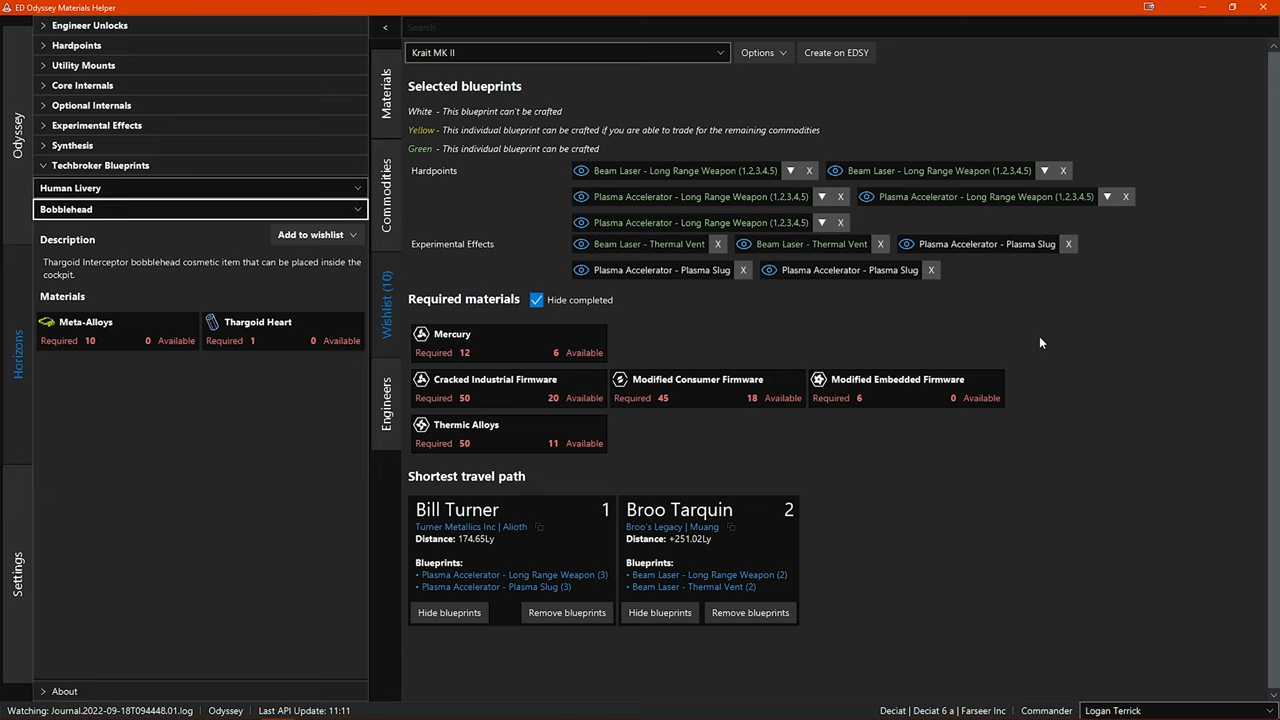 ED Odyssey Materials Helper
Engineer Unlocks
Hardpoints
Utility Mounts
Core Internals
Optional Internals
Experimental Effects
Synthesis
Techbroker Blueprints
Human Livery
Bobblehead
Description
Add to wishlist
Thargoid Interceptor bobblehead cosmetic item that can be placed inside the
cockpit.
Materials
Meta-Alloys
Required 10 0 Available
Thargoid Heart
Required 1 0 Available
About
Odyssey
Horizons
Settings
<
Materials
Commodities
Wishlist (10)
Engineers
Search
Krait MK II
Options
Create on EDSY
Selected blueprints
White - This blueprint can't be crafted
Yellow - This individual blueprint can be crafted if you are able to trade for the remaining commodities
Green - This individual blueprint can be crafted
Hardpoints
Beam Laser - Long Range Weapon (1,2,3,4,5) ▼ X Beam Laser - Long Range Weapon (1,2,3,4,5) ▼ X
Plasma Accelerator - Long Range Weapon (1,2,3,4,5) ▼ X Plasma Accelerator - Long Range Weapon (1,2,3,4,5) ▼ X
Plasma Accelerator - Long Range Weapon (1,2,3,4,5) ▼ X
Experimental Effects
Beam Laser - Thermal Vent X Beam Laser - Thermal Vent X Plasma Accelerator - Plasma Slug X
Plasma Accelerator - Plasma Slug X Plasma Accelerator - Plasma Slug X
Required materials
Hide completed
Mercury
Required 12 6 Available
Cracked Industrial Firmware
Required 50 20 Available
Modified Consumer Firmware
Required 45 18 Available
Modified Embedded Firmware
Required 6 0 Available
Thermic Alloys
Required 50 11 Available
Shortest travel path
Bill Turner 1
Turner Metallics Inc | Alioth
Distance: 174.65Ly
Blueprints:
• Plasma Accelerator - Long Range Weapon (3)
• Plasma Accelerator - Plasma Slug (3)
Hide blueprints
Remove blueprints
Broo Tarquin 2
Broo's Legacy | Muang
Distance: +251.02Ly
Blueprints:
• Beam Laser - Long Range Weapon (2)
• Beam Laser - Thermal Vent (2)
Hide blueprints
Remove blueprints
Watching: Journal.2022-09-18T094448.01.log Odyssey Last API Update: 11:11
Deciat | Deciat 6 a | Farseer Inc Commander Logan Terrick